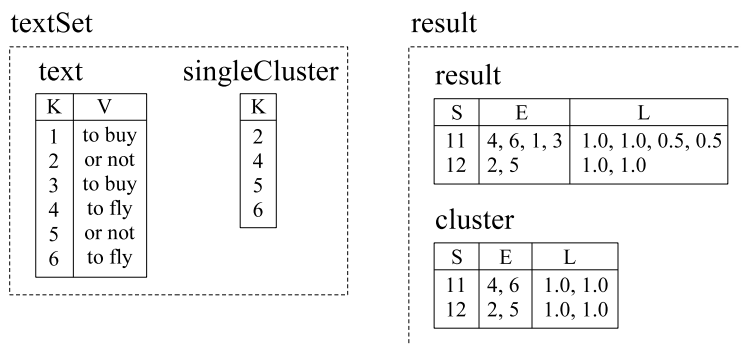 textSet
text
K V
1 to buy
2 or not
3 to buy
4 to fly
5 or not
6 to fly
singleCluster
K
2
4
5
6
result
result
S E L
11 4, 6, 1, 3 1.0, 1.0, 0.5, 0.5
12 2, 5 1.0, 1.0
cluster
S E L
11 4, 6 1.0, 1.0
12 2, 5 1.0, 1.0